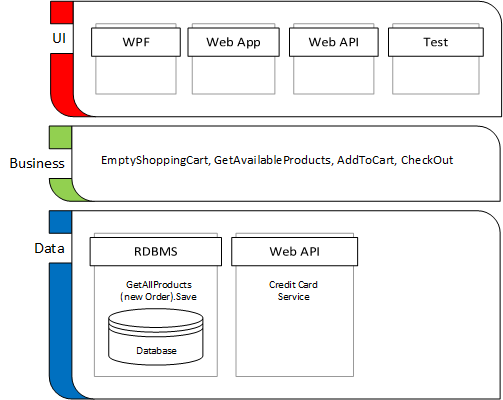 UI
WPF
Web App
Web API
Test
Business
EmptyShoppingCart, GetAvailableProducts, AddToCart, CheckOut
Data
RDBMS
GetAllProducts
(new Order).Save
Database
Web API
Credit Card
Service